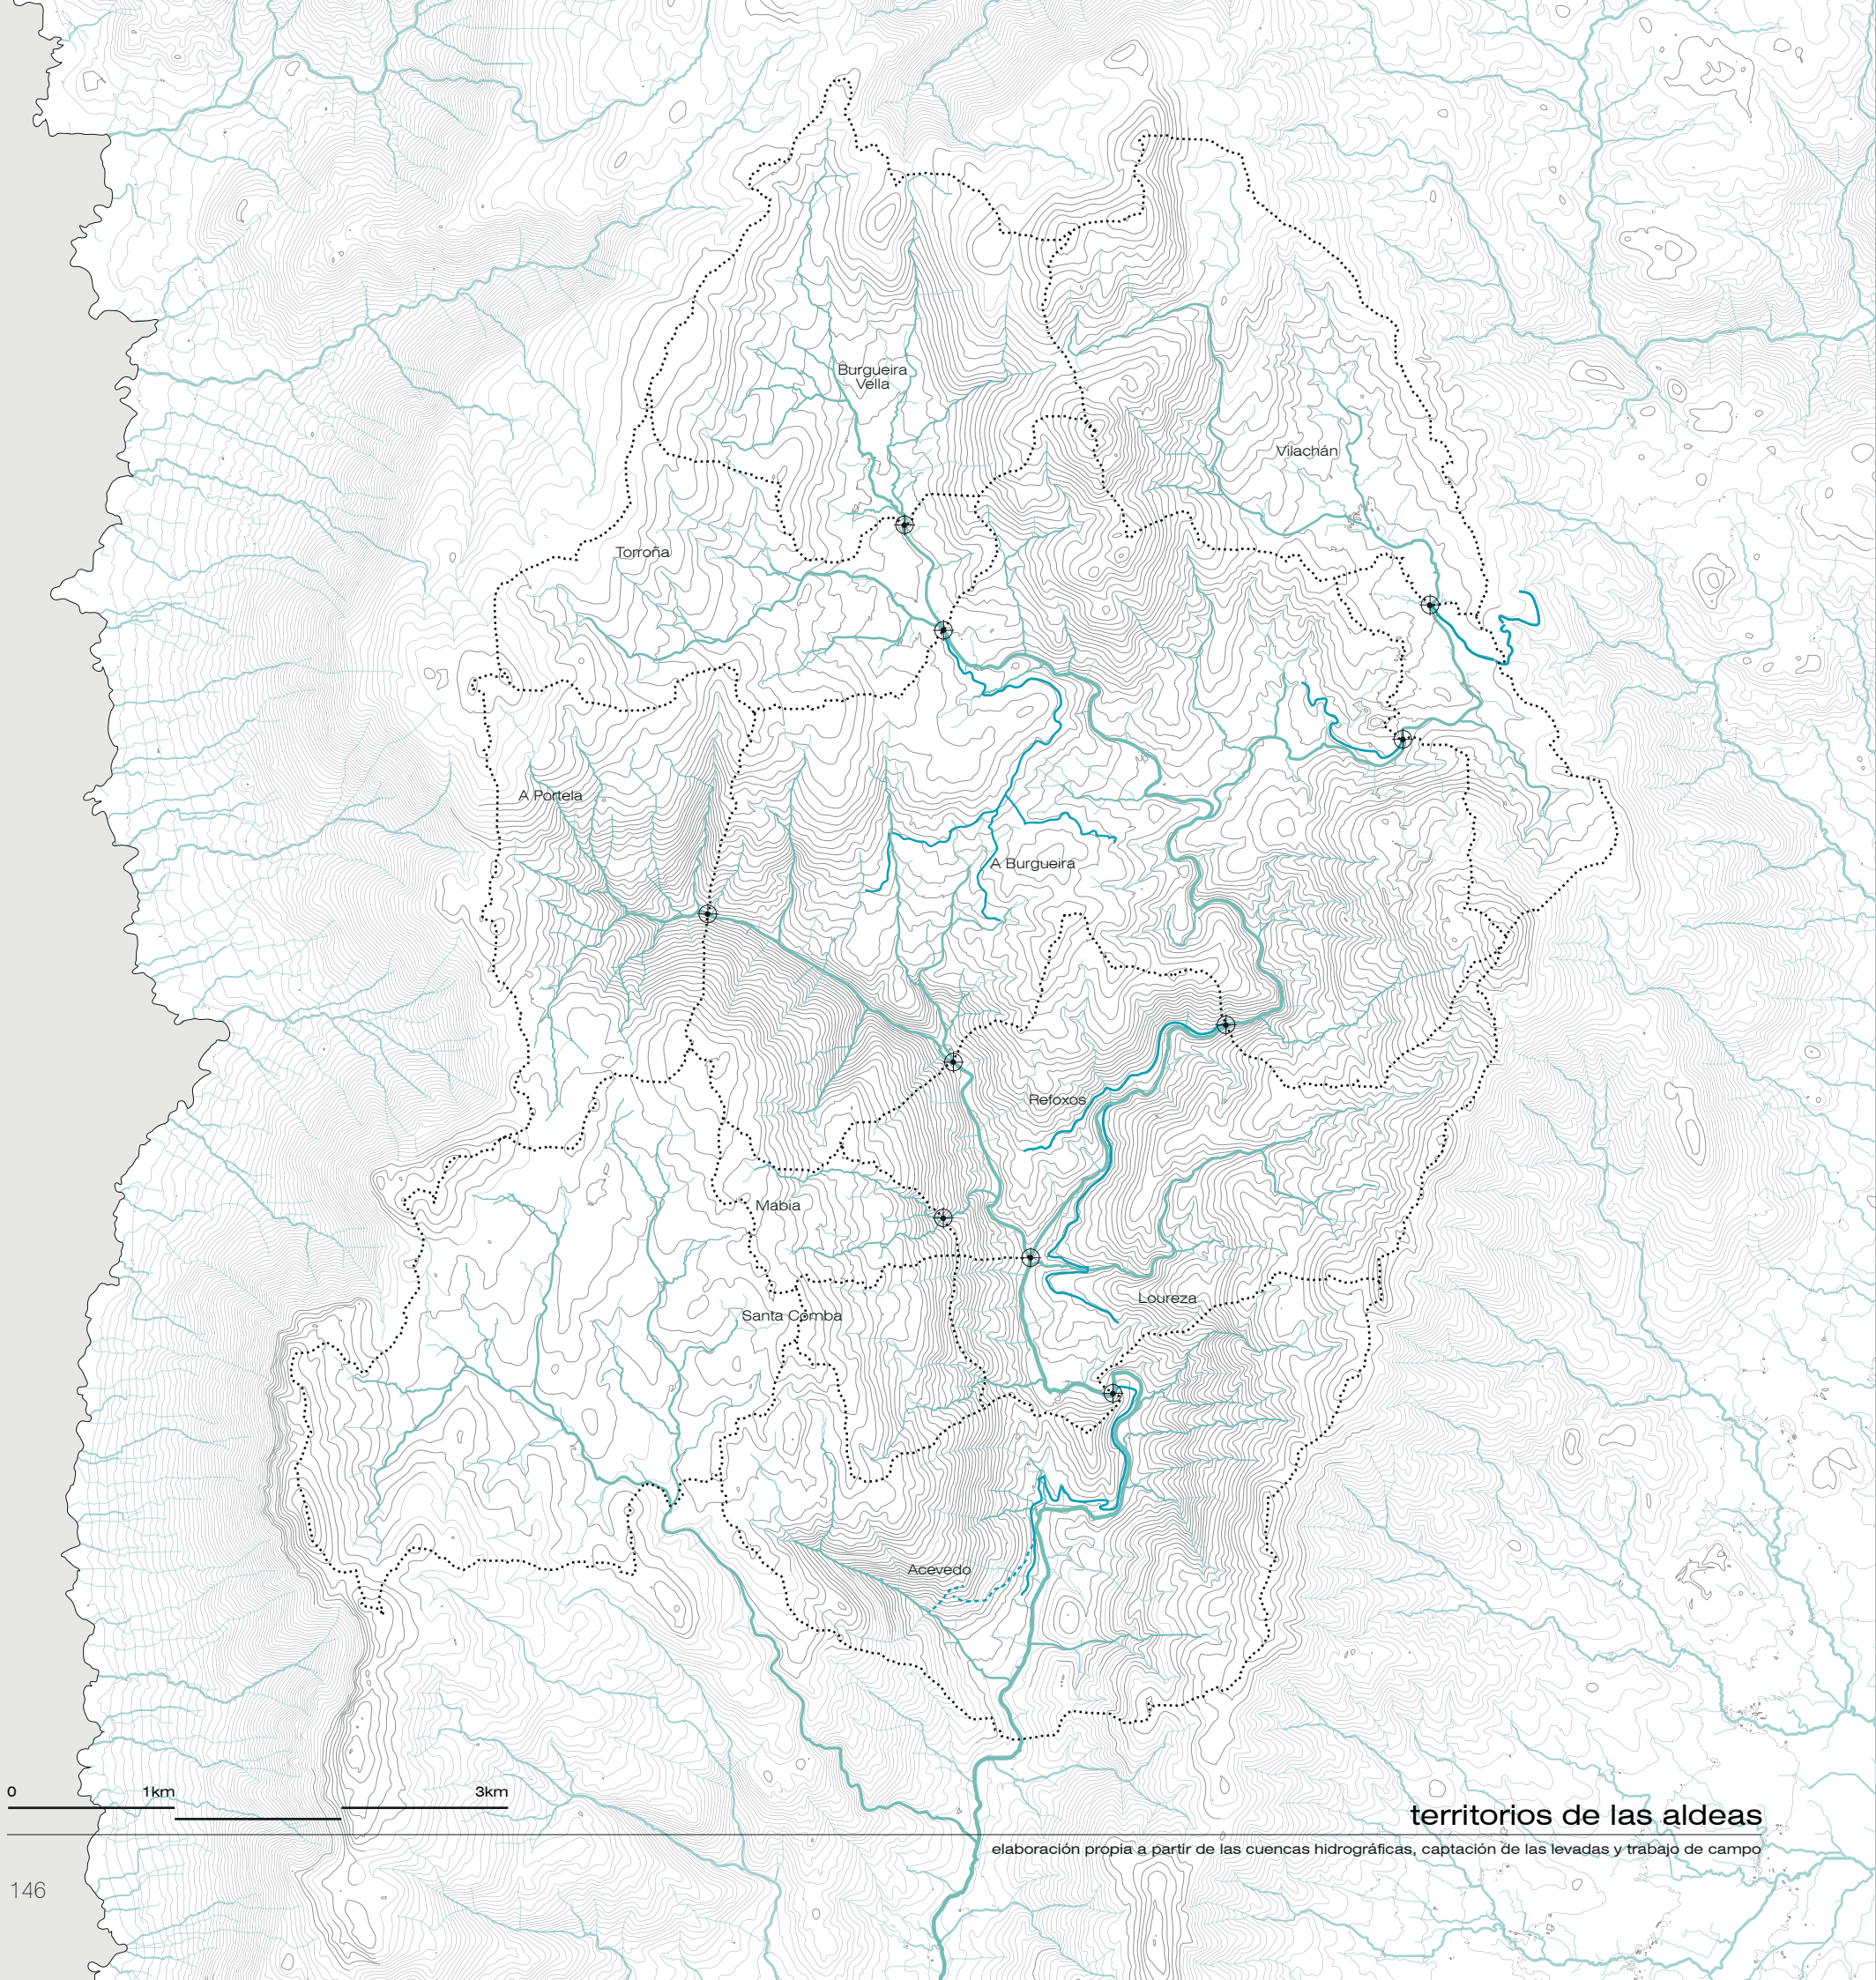 Burgueira
Vella
Vilachán
Torroña
A Portela
A Burgueira
Refoxos
Mabia
Loureza
Santa Comba
Acevedo
0 1km 3km
territorios de las aldeas
elaboración propia a partir de las cuencas hidrográficas, captación de las levadas y trabajo de campo
146